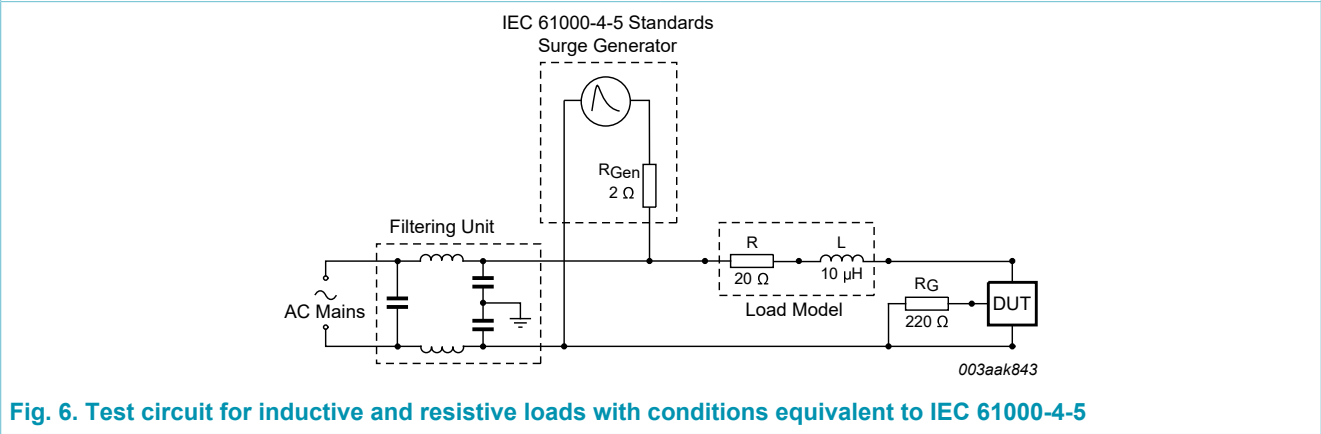 IEC 61000-4-5 Standards
Surge Generator
RGen
2 Ω
Filtering Unit
R
L
20 Ω
10 μH
RG
DUT
AC Mains
Load Model
220 Ω
003aak843
Fig. 6. Test circuit for inductive and resistive loads with conditions equivalent to IEC 61000-4-5